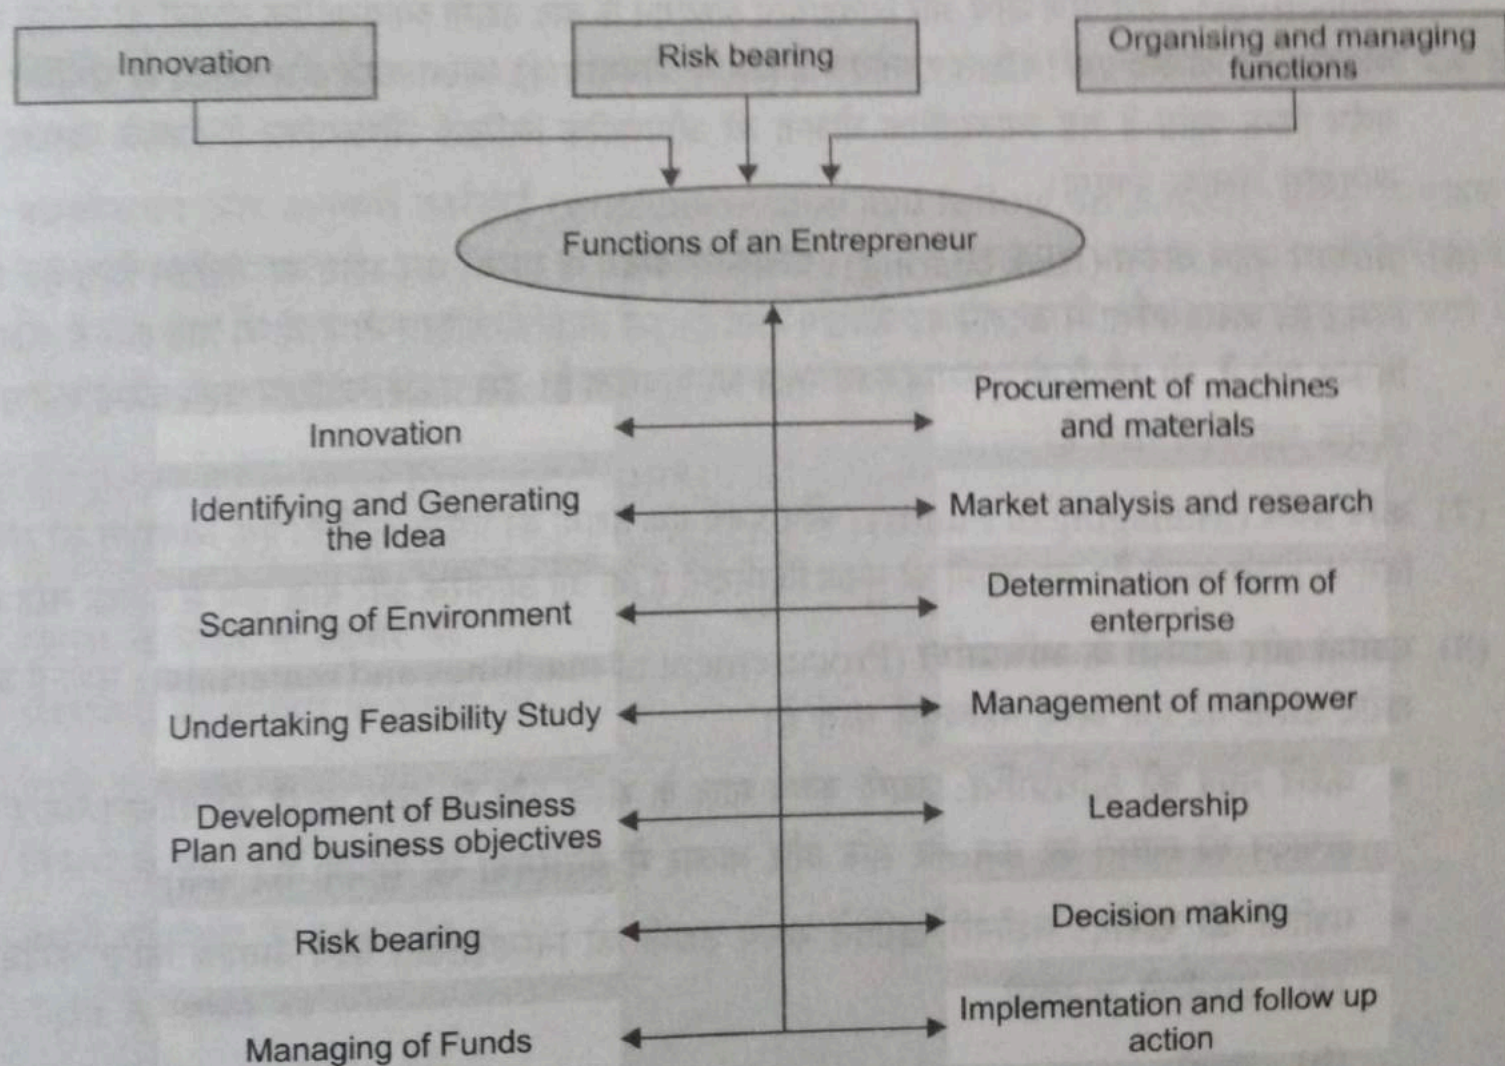 Innovation
Risk bearing
Organising and managing
functions
Functions of an Entrepreneur
Innovation
Procurement of machines
and materials
Identifying and Generating
the Idea
Market analysis and research
Scanning of Environment
Determination of form of
enterprise
Undertaking Feasibility Study
Management of manpower
Development of Business
Plan and business objectives
Leadership
Risk bearing
Decision making
Managing of Funds
Implementation and follow up
action